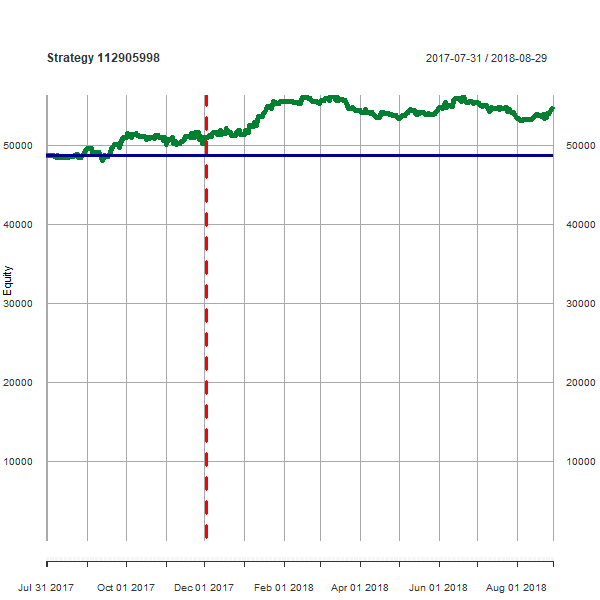 Strategy 112905998
2017-07-31 / 2018-08-29
50000 50000
40000 40000
Equity
30000 30000
20000 20000
10000 10000
Jul 31 2017 Oct 01 2017 Dec 01 2017 Feb 01 2018 Apr 01 2018 Jun 01 2018 Aug 01 2018